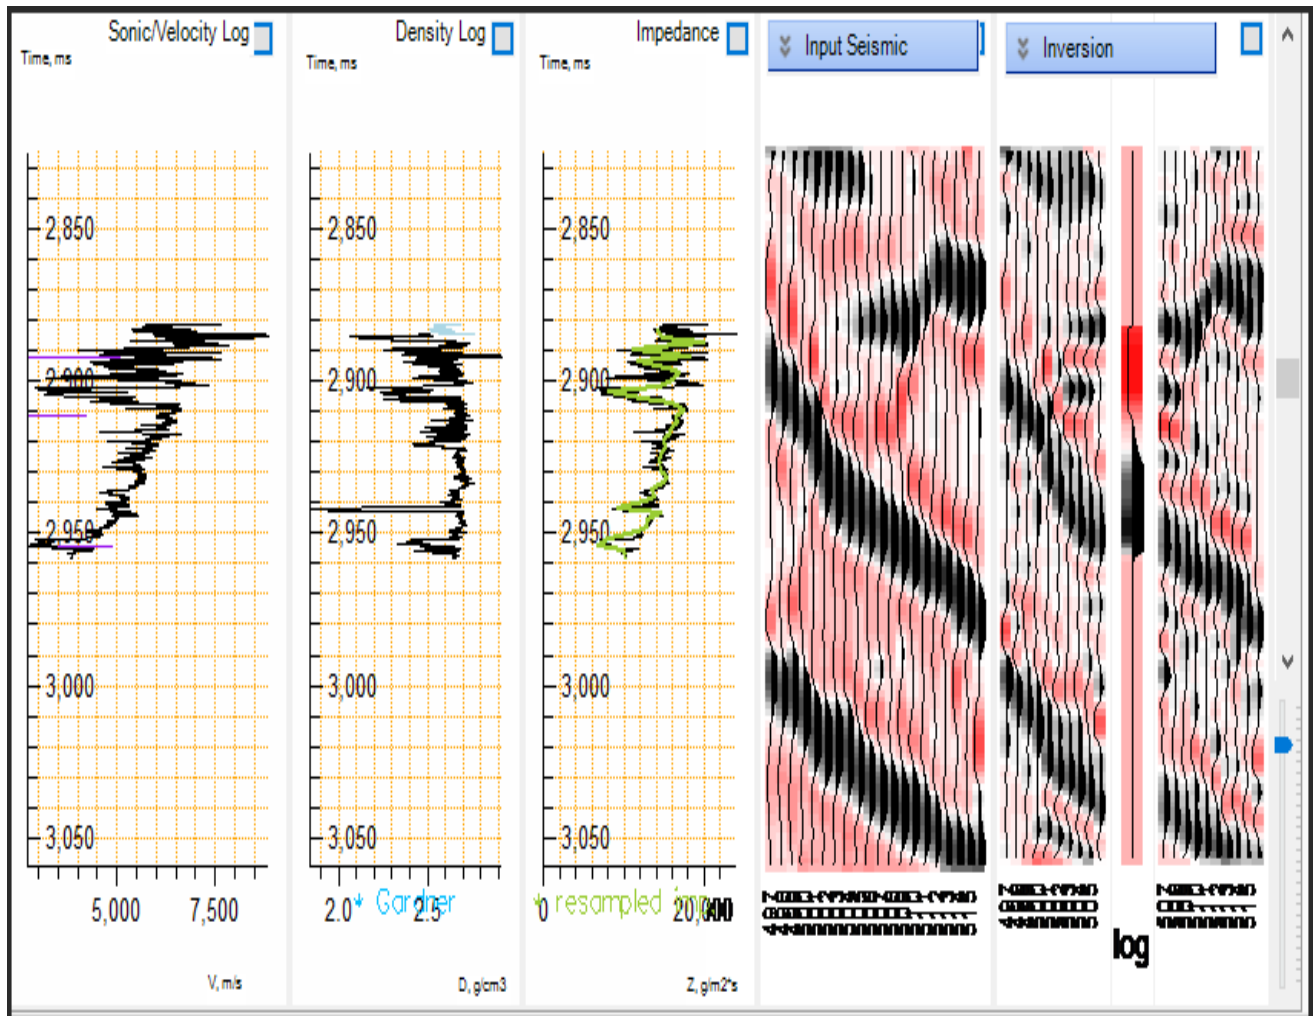 Sonic/Velocity Log
Time, ms
2,850
2,900
2,950
3,000
3,050
5,000 7,500
V, m/s
Density Log
Time, ms
2,850
2,900
2,950
3,000
3,050
2.0 Gardner 2.5
D, g/cm3
Impedance
Time, ms
2,850
2,900
2,950
3,000
3,050
0 resampled imp
Z, g/m2*s
Input Seismic
Inversion
log